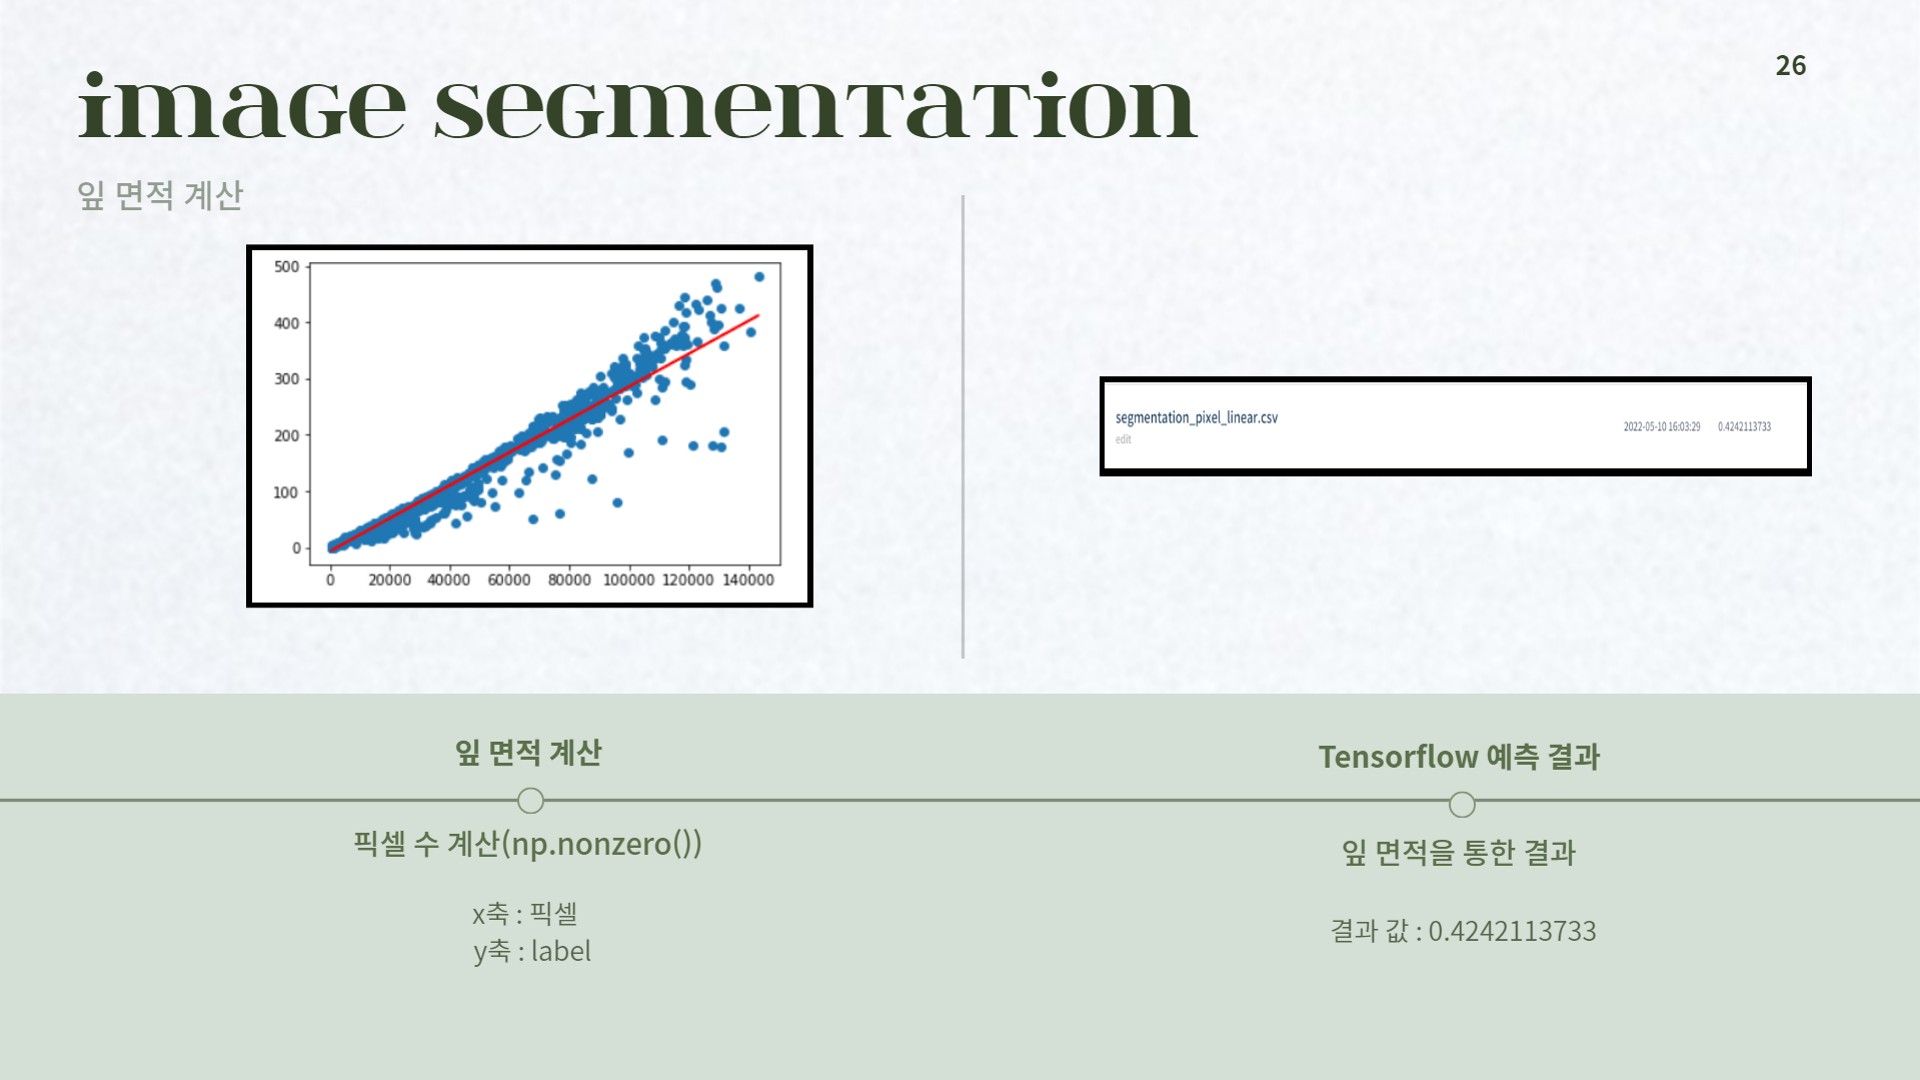 image segmentation
26
잎 면적 계산
500
400
300
200
100
0
0 20000 40000 60000 80000 100000 120000 140000
segmentation_pixel_linear.csv
edit
2022-05-10 16:03:29 0.4242113733
잎 면적 계산
픽셀 수 계산(np.nonzero())
x축 : 픽셀
y축 : label
Tensorflow 예측 결과
잎 면적을 통한 결과
결과 값 : 0.4242113733